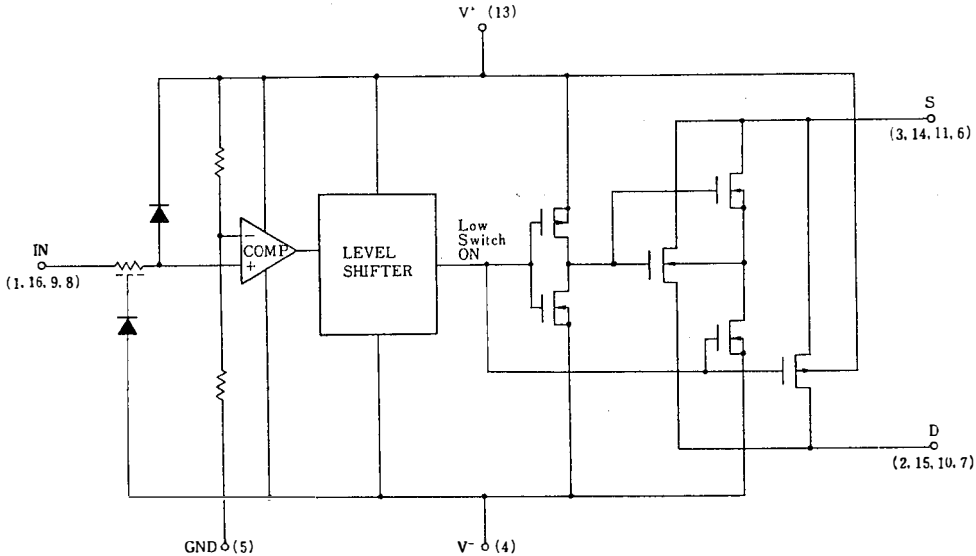 V⁺ (13)
S
(3, 14, 11, 6)
IN
(1, 16, 9, 8)
−
COMP
+
LEVEL
SHIFTER
Low
Switch
ON
D
(2, 15, 10, 7)
GND (5)
V⁻ (4)